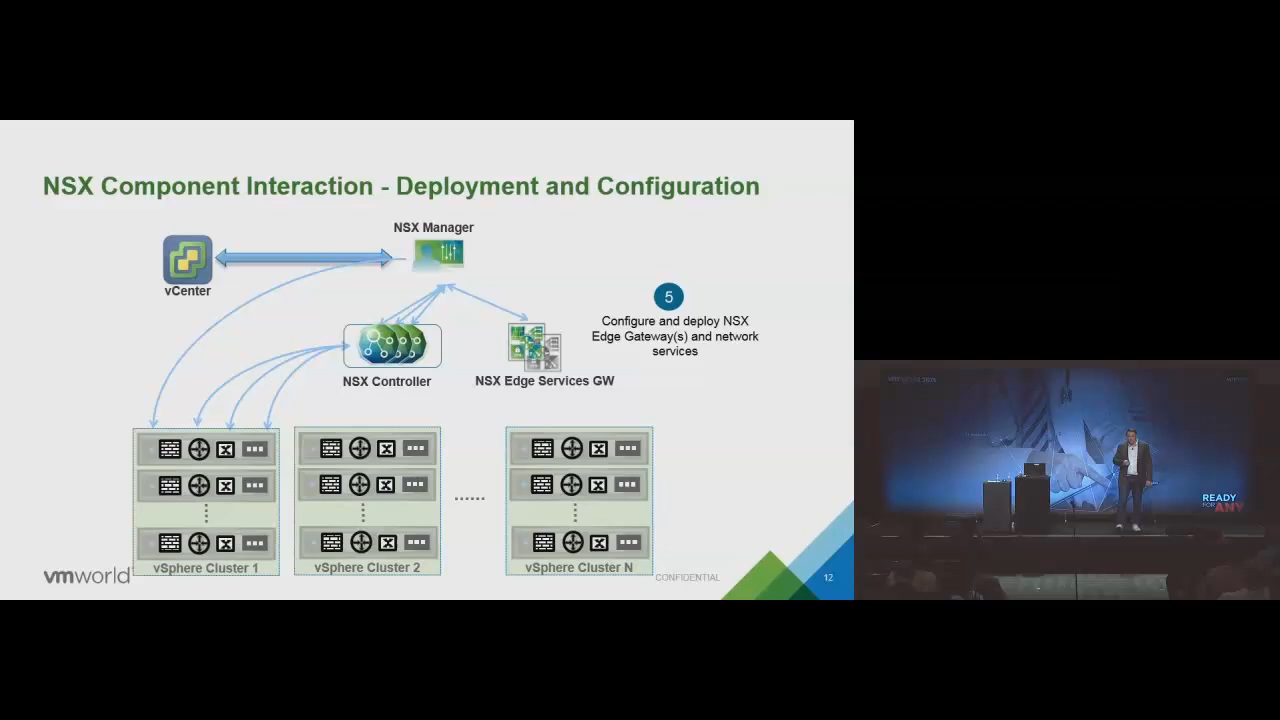 NSX Component Interaction - Deployment and Configuration
NSX Manager
vCenter
5
Configure and deploy NSX
Edge Gateway(s) and network
services
NSX Controller
NSX Edge Services GW
......
vSphere Cluster 1
vSphere Cluster 2
vSphere Cluster N
vmworld
CONFIDENTIAL
12
READY
FOR ANY